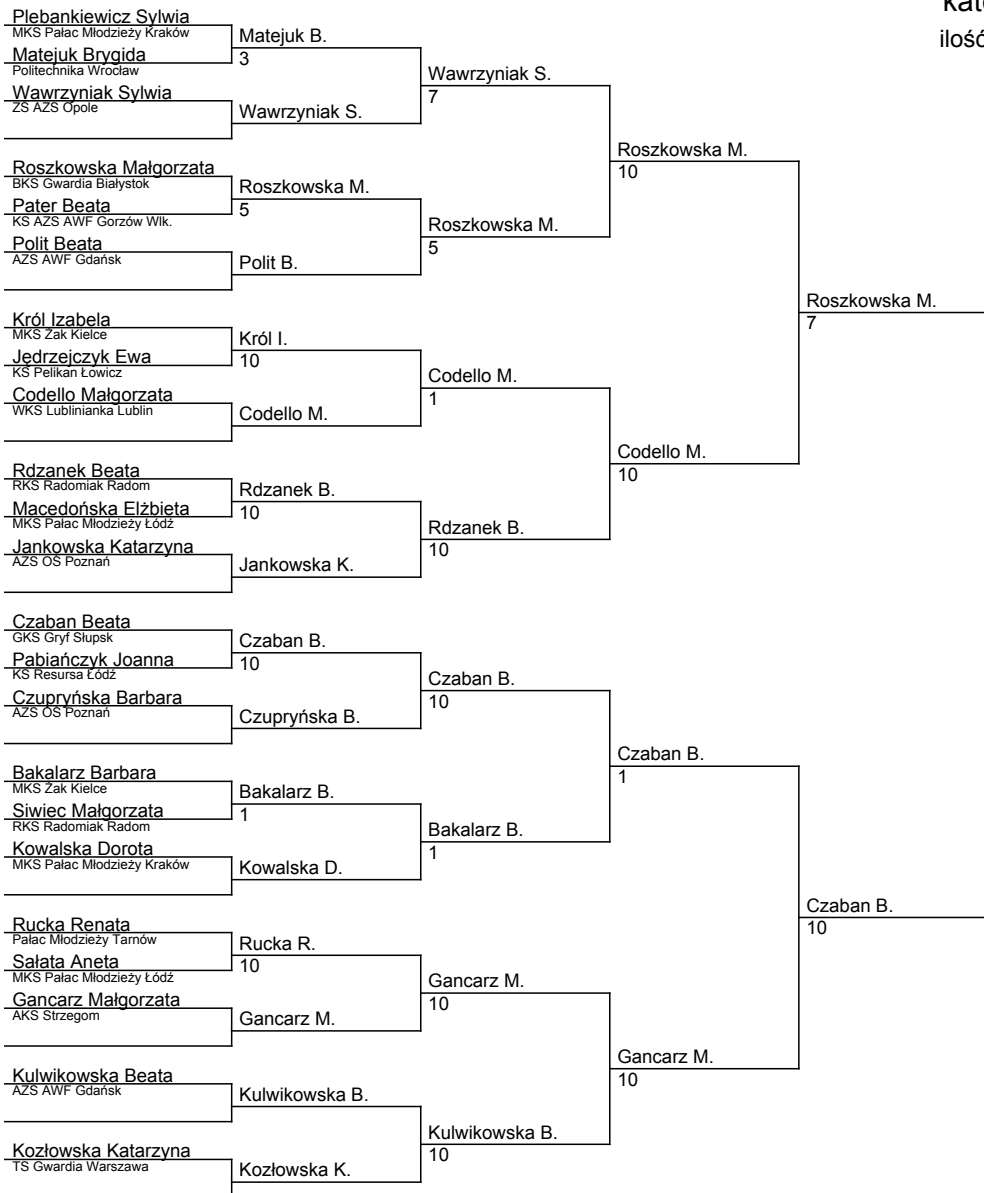 kate
ilość
Plebankiewicz Sylwia
MKS Pałac Młodzieży Kraków
Matejuk Brygida
Politechnika Wrocław
Wawrzyniak Sylwia
ZS AZS Opole
Roszkowska Małgorzata
BKS Gwardia Białystok
Pater Beata
KS AZS AWF Gorzów Wlk.
Polit Beata
AZS AWF Gdańsk
Król Izabela
MKS Żak Kielce
Jędrzejczyk Ewa
KS Pelikan Łowicz
Codello Małgorzata
WKS Lublinianka Lublin
Rdzanek Beata
RKS Radomiak Radom
Macedońska Elżbieta
MKS Pałac Młodzieży Łódź
Jankowska Katarzyna
AZS OŚ Poznań
Czaban Beata
GKS Gryf Słupsk
Pabiańczyk Joanna
KS Resursa Łódź
Czupryńska Barbara
AZS OŚ Poznań
Bakalarz Barbara
MKS Żak Kielce
Siwiec Małgorzata
RKS Radomiak Radom
Kowalska Dorota
MKS Pałac Młodzieży Kraków
Rucka Renata
Pałac Młodzieży Tarnów
Sałata Aneta
MKS Pałac Młodzieży Łódź
Gancarz Małgorzata
AKS Strzegom
Kulwikowska Beata
AZS AWF Gdańsk
Kozłowska Katarzyna
TS Gwardia Warszawa
Matejuk B.
3
Wawrzyniak S.
Roszkowska M.
5
Polit B.
Król I.
10
Codello M.
Rdzanek B.
10
Jankowska K.
Czaban B.
10
Czupryńska B.
Bakalarz B.
1
Kowalska D.
Rucka R.
10
Gancarz M.
Kulwikowska B.
Kozłowska K.
Wawrzyniak S.
7
Roszkowska M.
5
Codello M.
1
Rdzanek B.
10
Czaban B.
10
Bakalarz B.
1
Gancarz M.
10
Kulwikowska B.
10
Roszkowska M.
10
Codello M.
10
Czaban B.
1
Gancarz M.
10
Roszkowska M.
7
Czaban B.
10